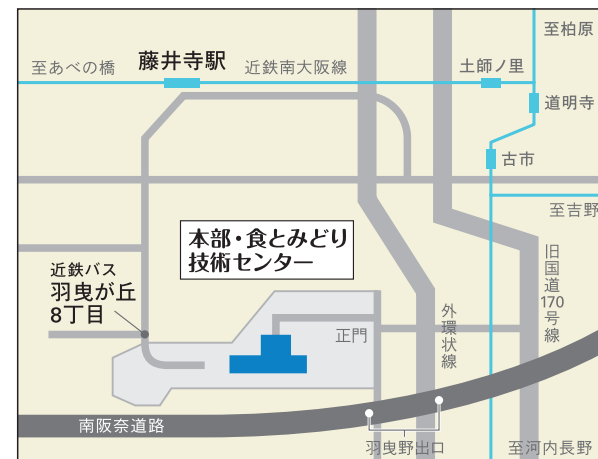 至柏原
藤井寺駅
至あべの橋
近鉄南大阪線
土師ノ里
道明寺
古市
至吉野
本部・食とみどり
技術センター
近鉄バス
羽曳が丘
8丁目
正門
外環状線
旧国道170号線
南阪奈道路
羽曳野出口
至河内長野